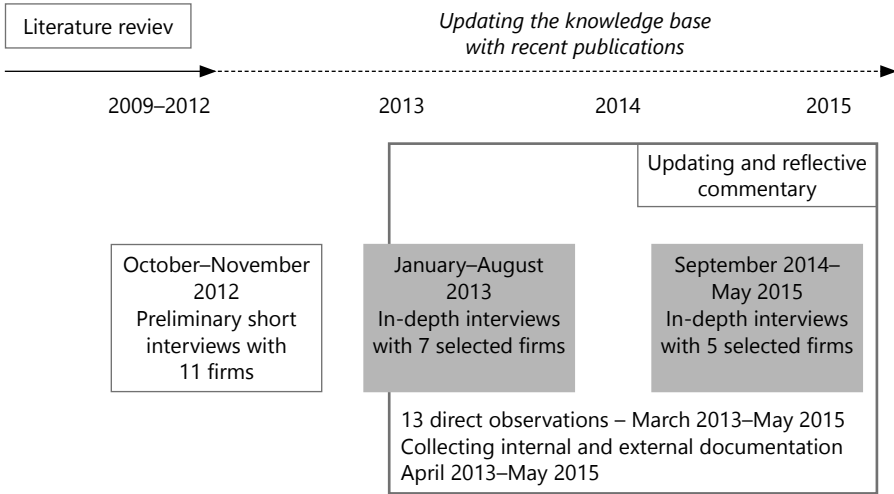 Literature reviev
Updating the knowledge base
with recent publications
2009–2012
2013
2014
2015
Updating and reflective
commentary
October–November
2012
Preliminary short
interviews with
11 firms
January–August
2013
In-depth interviews
with 7 selected firms
September 2014–
May 2015
In-depth interviews
with 5 selected firms
13 direct observations – March 2013–May 2015
Collecting internal and external documentation
April 2013–May 2015